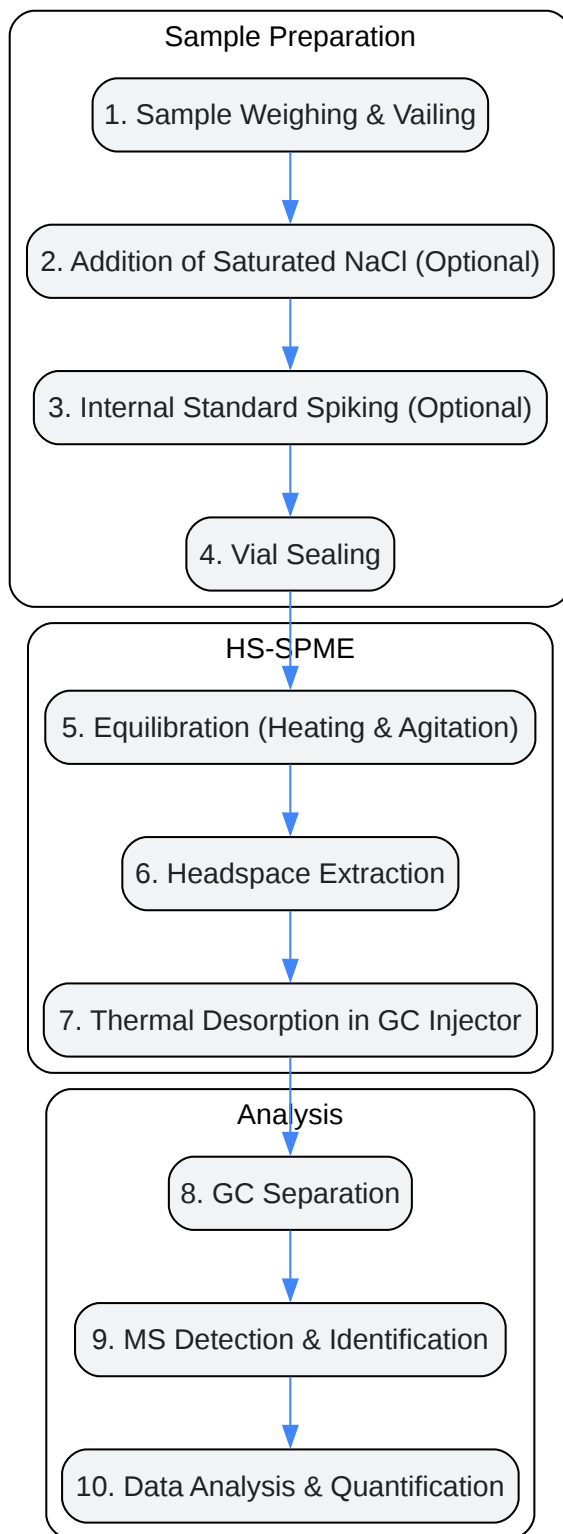 Sample Preparation
1. Sample Weighing & Vailing
2. Addition of Saturated NaCl (Optional)
3. Internal Standard Spiking (Optional)
4. Vial Sealing
HS-SPME
5. Equilibration (Heating & Agitation)
6. Headspace Extraction
7. Thermal Desorption in GC Injector
Analysis
8. GC Separation
9. MS Detection & Identification
10. Data Analysis & Quantification